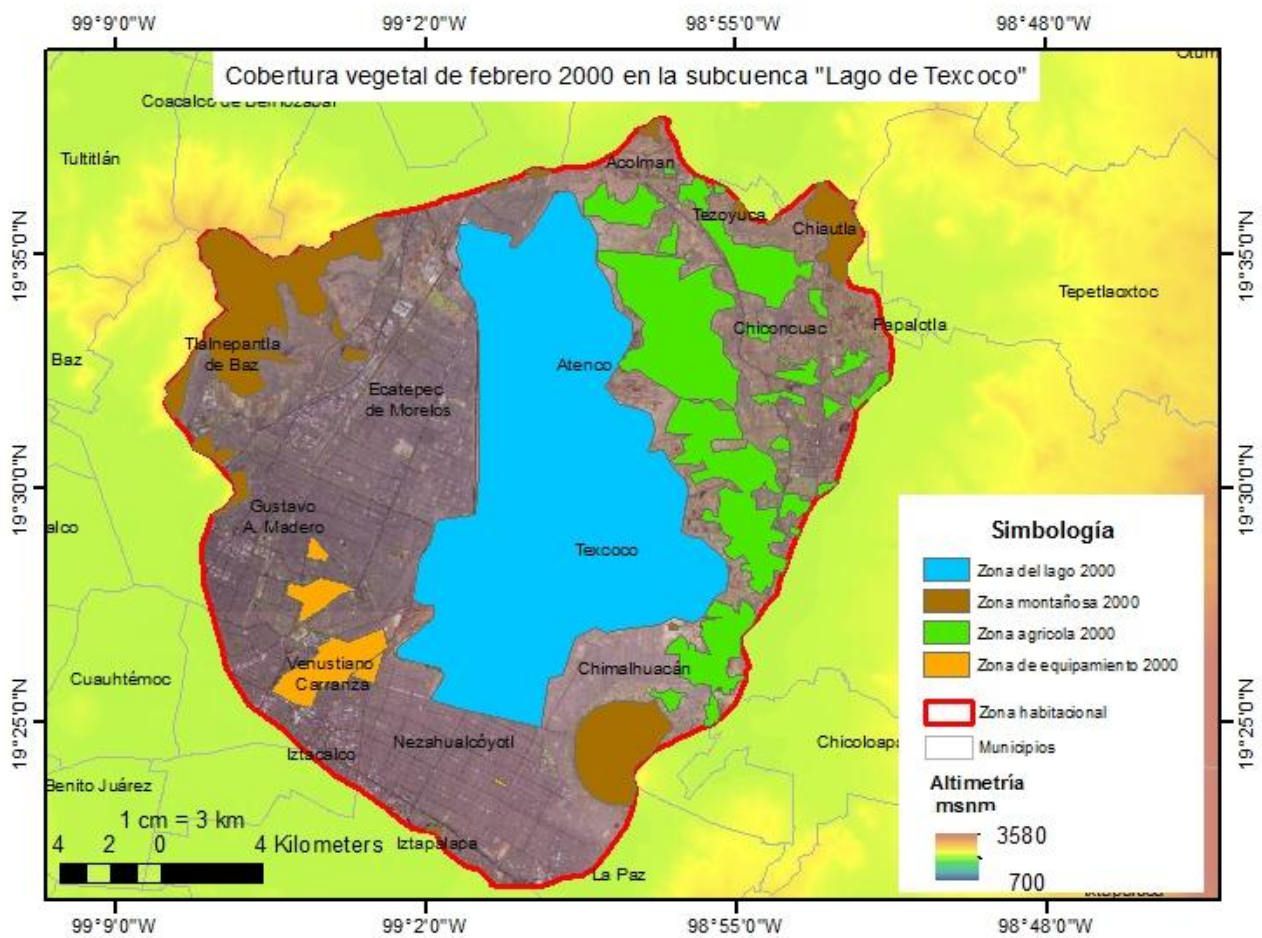 99°9'0"W 99°2'0"W 98°55'0"W 98°48'0"W
Cobertura vegetal de febrero 2000 en la subcuenca "Lago de Texcoco"
Coacalco de Berriozabal
Tultitlán
Acolman
Tezoyuca
Chiautla
19°35'0"N
19°35'0"N
Tepetlaoxtoc
Chiconcuac
Papalotla
Tlalnepantla
de Baz
Baz
Atenco
Ecatepec
de Morelos
19°30'0"N
19°30'0"N
Gustavo
A. Madero
alco
Texcoco
Venustiano
Carranza
Cuauhtémoc
Chimalhuacán
19°25'0"N
19°25'0"N
Nezahualcóyotl
Iztacalco
Chicoloapa
Benito Juárez
Iztapalapa
La Paz
1 cm = 3 km
4 2 0 4 Kilometers
Simbología
Zona del lago 2000
Zona montañosa 2000
Zona agricola 2000
Zona de equipamiento 2000
Zona habitacional
Municipios
Altimetría
msnm
3580
700
99°9'0"W 99°2'0"W 98°55'0"W 98°48'0"W